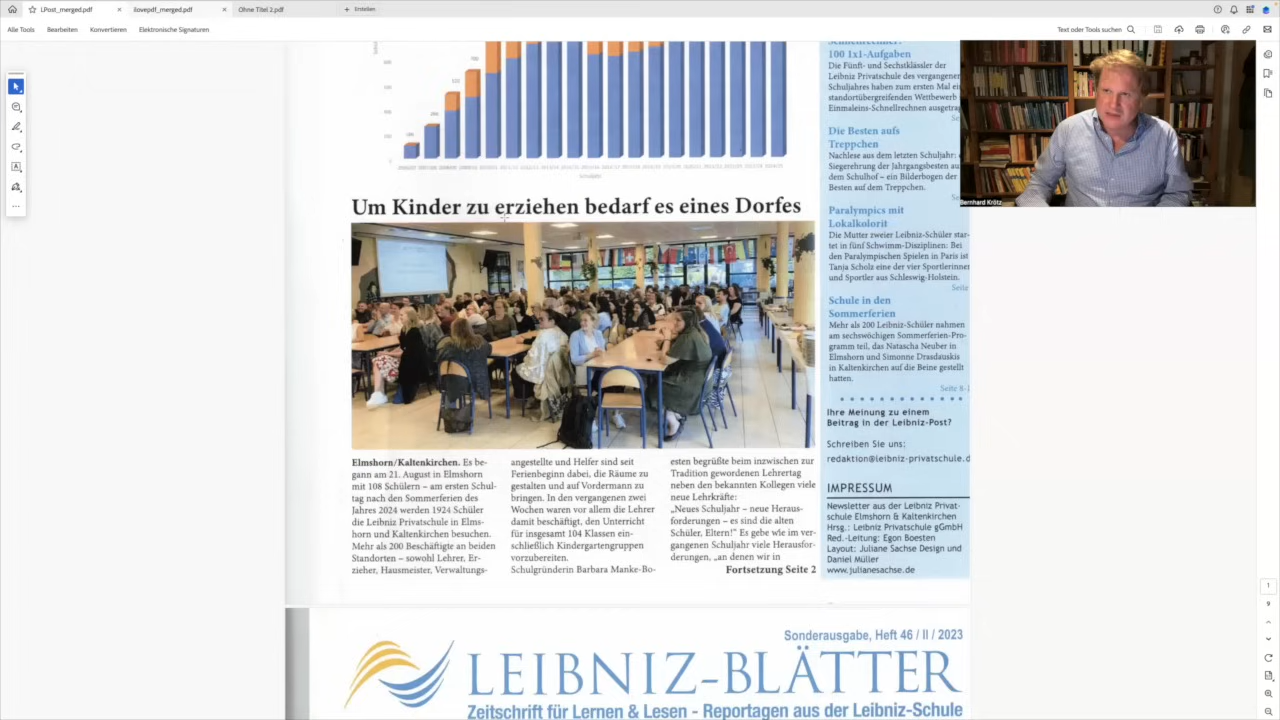 LPost_merged.pdf
ilovepdf_merged.pdf
Ohne Titel 2.pdf
Erstellen
Alle Tools
Bearbeiten
Konvertieren
Elektronische Signaturen
Text oder Tools suchen
100 1x1-Aufgaben
Die Fünft- und Sechstklässler der
Leibniz Privatschule des vergangenen
Schuljahres haben zum ersten Mal
standortübergreifenden Wettbewerb
Einmaleins-Schnellrechnen
Die Besten aufs
Treppchen
Nachlese aus dem letzten Schuljahr:
Siegerehrung der Jahrgangsbesten
dem Schulhof – ein Bilderbogen der
Besten auf dem Treppchen.
Bernhard Krötz
Um Kinder zu erziehen bedarf es eines Dorfes
Paralympics mit
Lokalkolorit
Die Mutter zweier Leibniz-Schüler star-
tet in fünf Schwimm-Disziplinen: Bei
den Paralympischen Spielen in Paris ist
Tanja Scholz eine der vier Sportlerinnen
und Sportler aus Schleswig-Holstein.
Seite
Schule in den
Sommerferien
Mehr als 200 Leibniz-Schüler nahmen
am sechswöchigen Sommerferien-Pro-
gramm teil, das Natascha Neuber in
Elmshorn und Simonne Drasdauskis
in Kaltenkirchen auf die Beine gestellt
hatten.
Seite 8-
Ihre Meinung zu einem
Beitrag in der Leibniz-Post?
Schreiben Sie uns:
redaktion@leibniz-privatschule.d
IMPRESSUM
Newsletter aus der Leibniz Privat-
schule Elmshorn & Kaltenkirchen
Hrsg.: Leibniz Privatschule gGmbH
Red.-Leitung: Egon Boesten
Layout: Juliane Sachse Design und
Daniel Müller
www.julianesachse.de
Elmshorn/Kaltenkirchen. Es be-
gann am 21. August in Elmshorn
mit 108 Schülern – am ersten Schul-
tag nach den Sommerferien des
Jahres 2024 werden 1924 Schüler
die Leibniz Privatschule in Elms-
horn und Kaltenkirchen besuchen.
Mehr als 200 Beschäftigte an beiden
Standorten – sowohl Lehrer, Er-
zieher, Hausmeister, Verwaltungs-
angestellte und Helfer sind seit
Ferienbeginn dabei, die Räume zu
gestalten und auf Vordermann zu
bringen. In den vergangenen zwei
Wochen waren vor allem die Lehrer
damit beschäftigt, den Unterricht
für insgesamt 104 Klassen ein-
schließlich Kindergartengruppen
vorzubereiten.
Schulgründerin Barbara Manke-Bo-
esten begrüßte beim inzwischen zur
Tradition gewordenen Lehrertag
neben den bekannten Kollegen viele
neue Lehrkräfte:
„Neues Schuljahr – neue Heraus-
forderungen – es sind die alten
Schüler, Eltern!“ Es gebe wie im ver-
gangenen Schuljahr viele Herausfor-
derungen, „an denen wir in
Fortsetzung Seite 2
1
9
Sonderausgabe, Heft 46 / II / 2023
LEIBNIZ-BLÄTTER
Zeitschrift für Lernen & Lesen - Reportagen aus der Leibniz-Schule